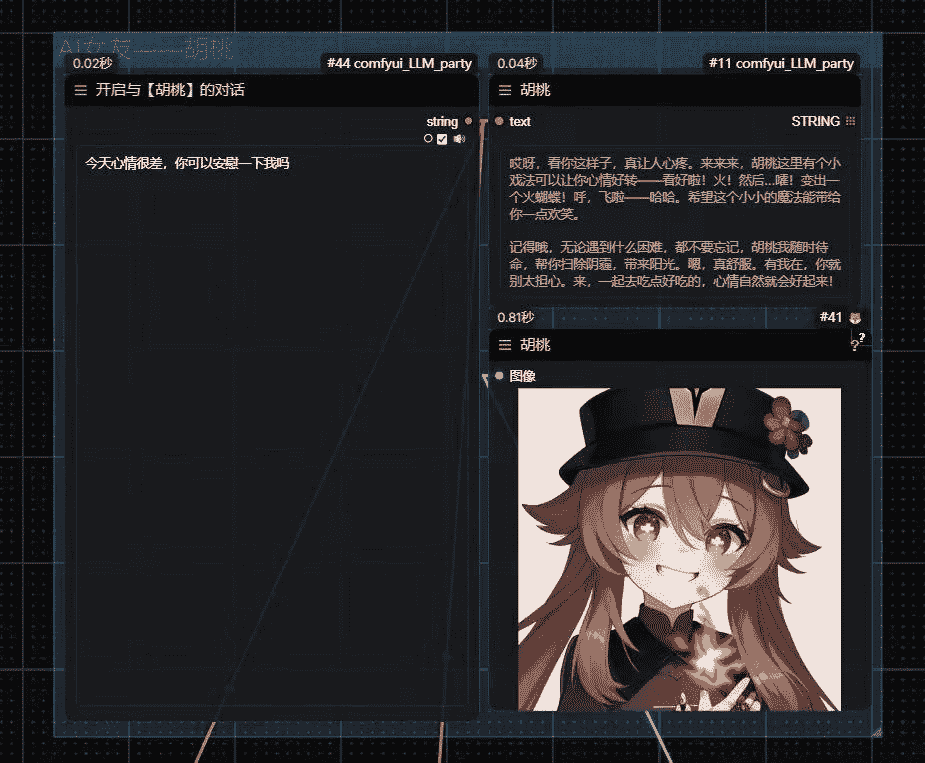 AI女友——胡桃
0.02秒
#44 comfyui_LLM_party
开启与【胡桃】的对话
string
今天心情很差，你可以安慰一下我吗
0.04秒
#11 comfyui_LLM_party
胡桃
text
STRING
哎呀，看你这样子，真让人心疼。来来来，胡桃这里有个小
戏法可以让你心情好转——看好啦！火！然后...嚯！变出一
个火蝴蝶！呼，飞啦——哈哈。希望这个小小的魔法能带给
你一点欢笑。
记得哦，无论遇到什么困难，都不要忘记，胡桃我随时待
命，帮你扫除阴霾，带来阳光。嗯，真舒服。有我在，你就
别太担心。来，一起去吃点好吃的，心情自然就会好起来！
0.81秒
#41
胡桃
?
?
图像